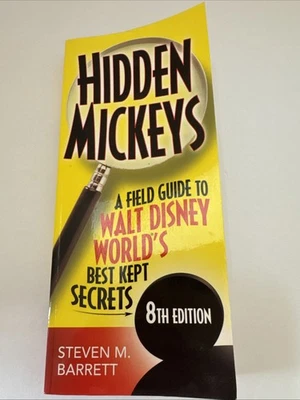 HIDDEN
MICKEYS
A FIELD GUIDE TO
WALT DISNEY
WORLD'S
BEST KEPT
SECRETS
8TH EDITION
STEVEN M.
BARRETT